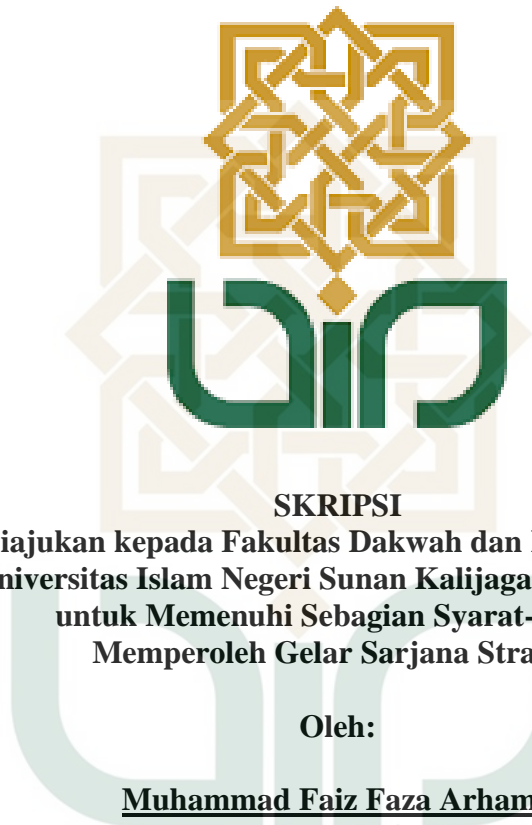 uin
SKRIPSI
iajukan kepada Fakultas Dakwah dan
niversitas Islam Negeri Sunan Kalijaga
untuk Memenuhi Sebagian Syarat-
Memperoleh Gelar Sarjana Stra
Oleh:
Muhammad Faiz Faza Arham